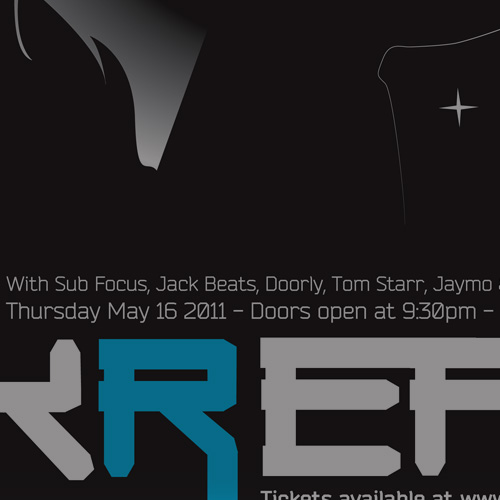 With Sub Focus, Jack Beats, Doorly, Tom Starr, Jaymo
Thursday May 16 2011 – Doors open at 9:30pm –
Tickets available at www